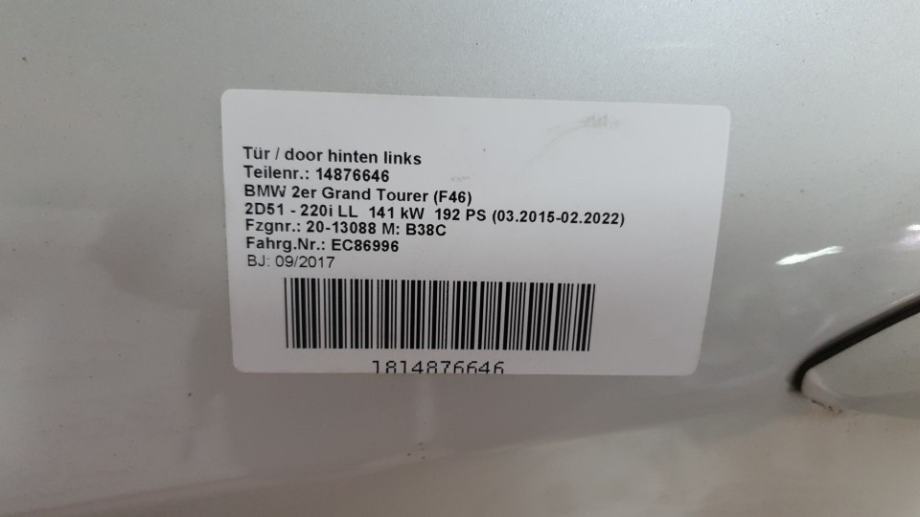 Tür / door hinten links
Teilenr.: 14876646
BMW 2er Grand Tourer (F46)
2D51 - 220i LL 141 kW 192 PS (03.2015-02.2022)
Fzgnr.: 20-13088 M: B38C
Fahrg.Nr.: EC86996
BJ: 09/2017
1814876646